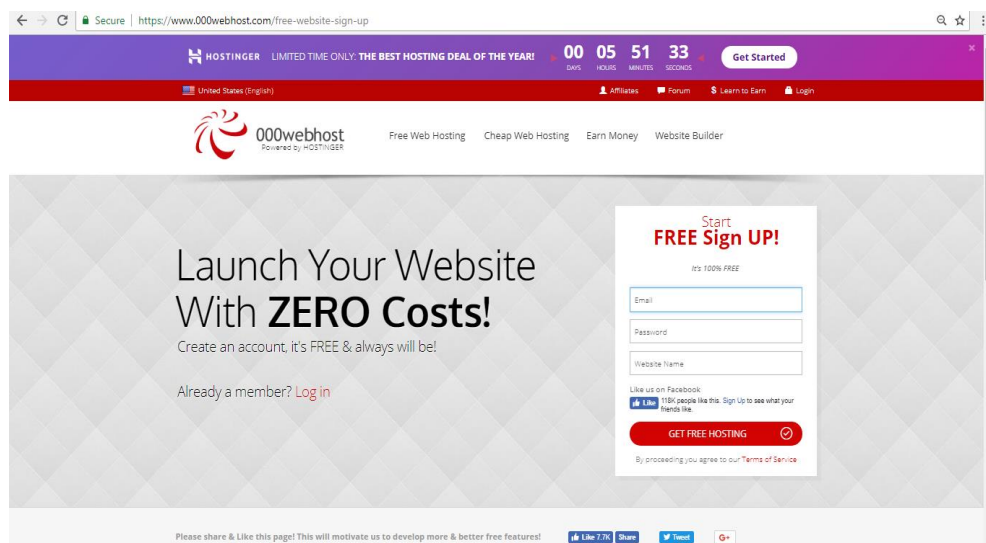 Secure | https://www.000webhost.com/free-website-sign-up
HOSTINGER LIMITED TIME ONLY: THE BEST HOSTING DEAL OF THE YEAR! 00 05 51 33 Get Started
DAYS HOURS MINUTES SECONDS
United States (English) Affiliates Forum $ Learn to Earn Login
000webhost
Powered by HOSTINGER
Free Web Hosting Cheap Web Hosting Earn Money Website Builder
Launch Your Website
With ZERO Costs!
Create an account, it's FREE & always will be!
Already a member? Log in
Start
FREE Sign UP!
It's 100% FREE
Email
Password
Website Name
Like us on Facebook
Like 118K people like this. Sign Up to see what your
friends like.
GET FREE HOSTING
By proceeding you agree to our Terms of Service
Please share & Like this page! This will motivate us to develop more & better free features! Like 7.7K Share Tweet G+